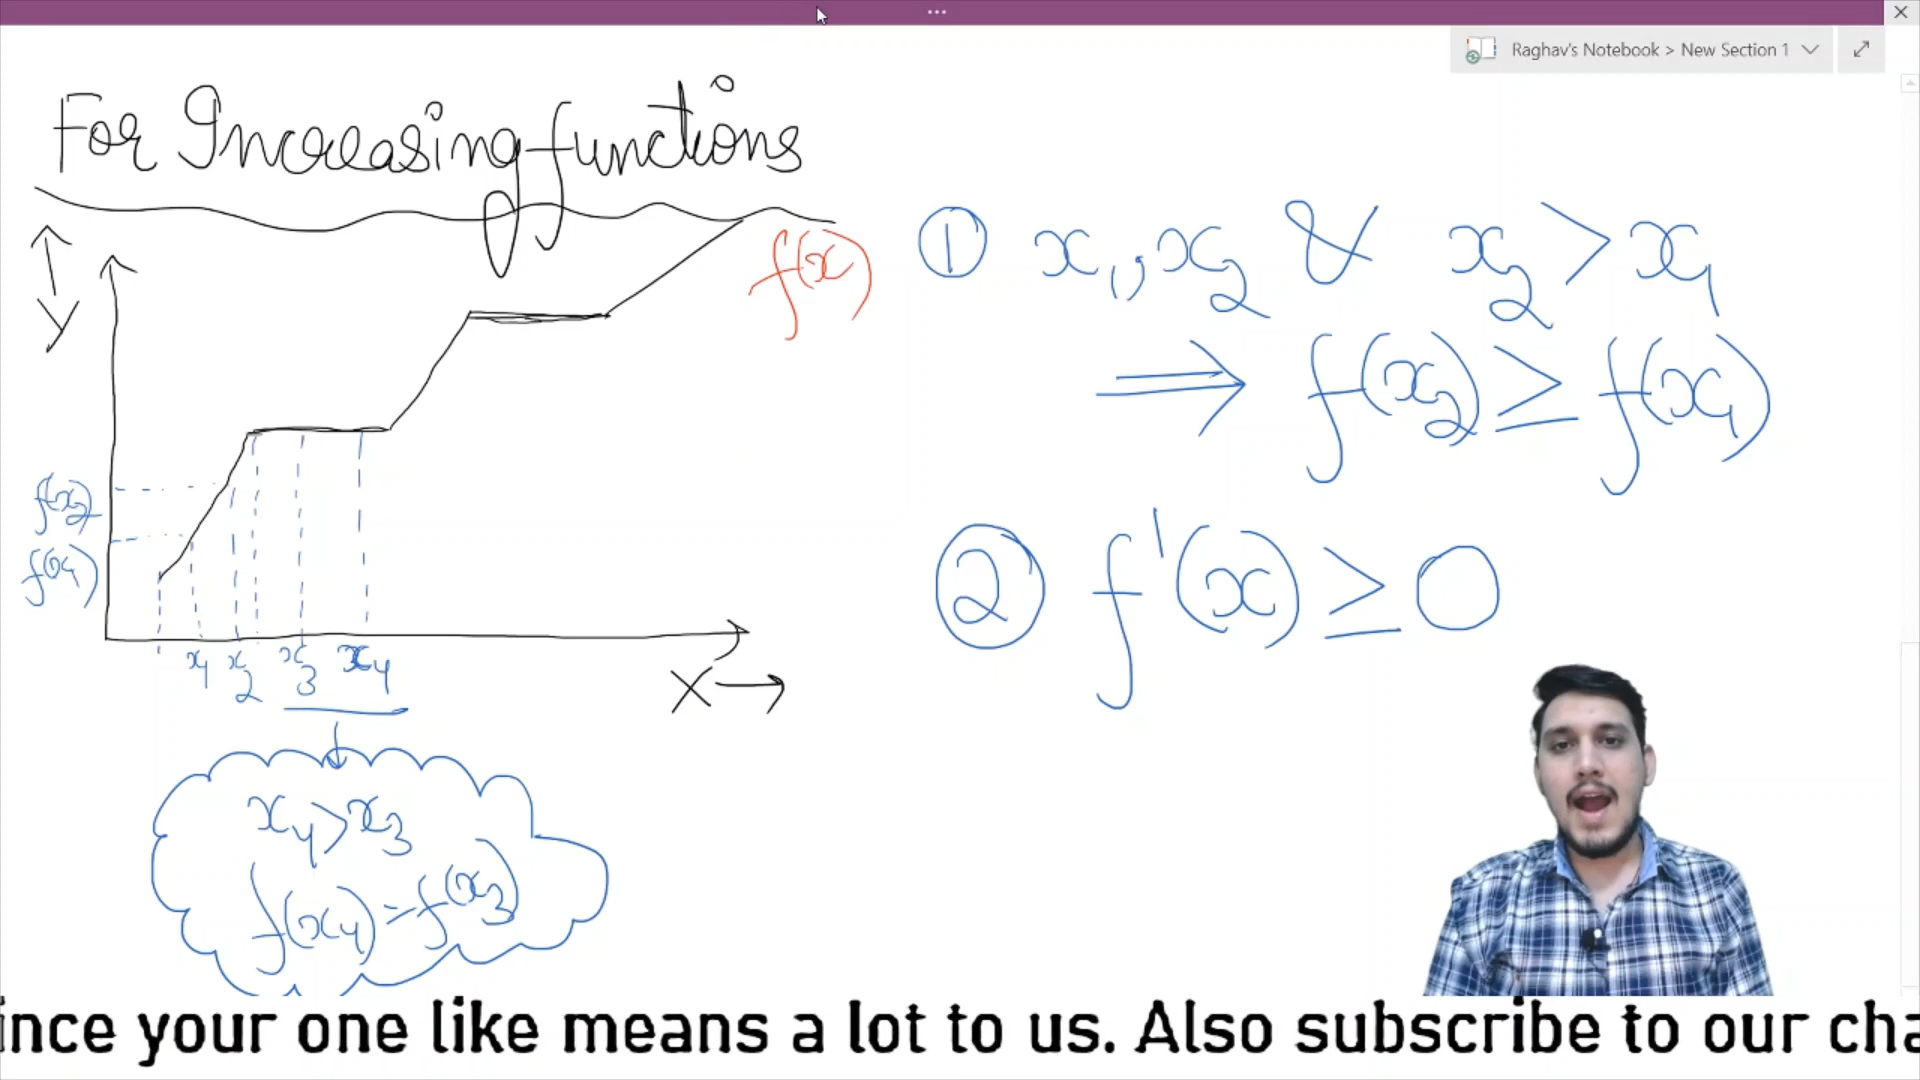 ...
Raghav's Notebook > New Section 1
For Increasing functions
Y
f(x)
f(x2)
f(x1)
x1 x2 x3 x4
X →
x4 > x3
f(x4) = f(x3)
① x1, x2 & x2 > x1
⟹ f(x2) ≥ f(x1)
② f'(x) ≥ 0
ince your one like means a lot to us. Also subscribe to our cha